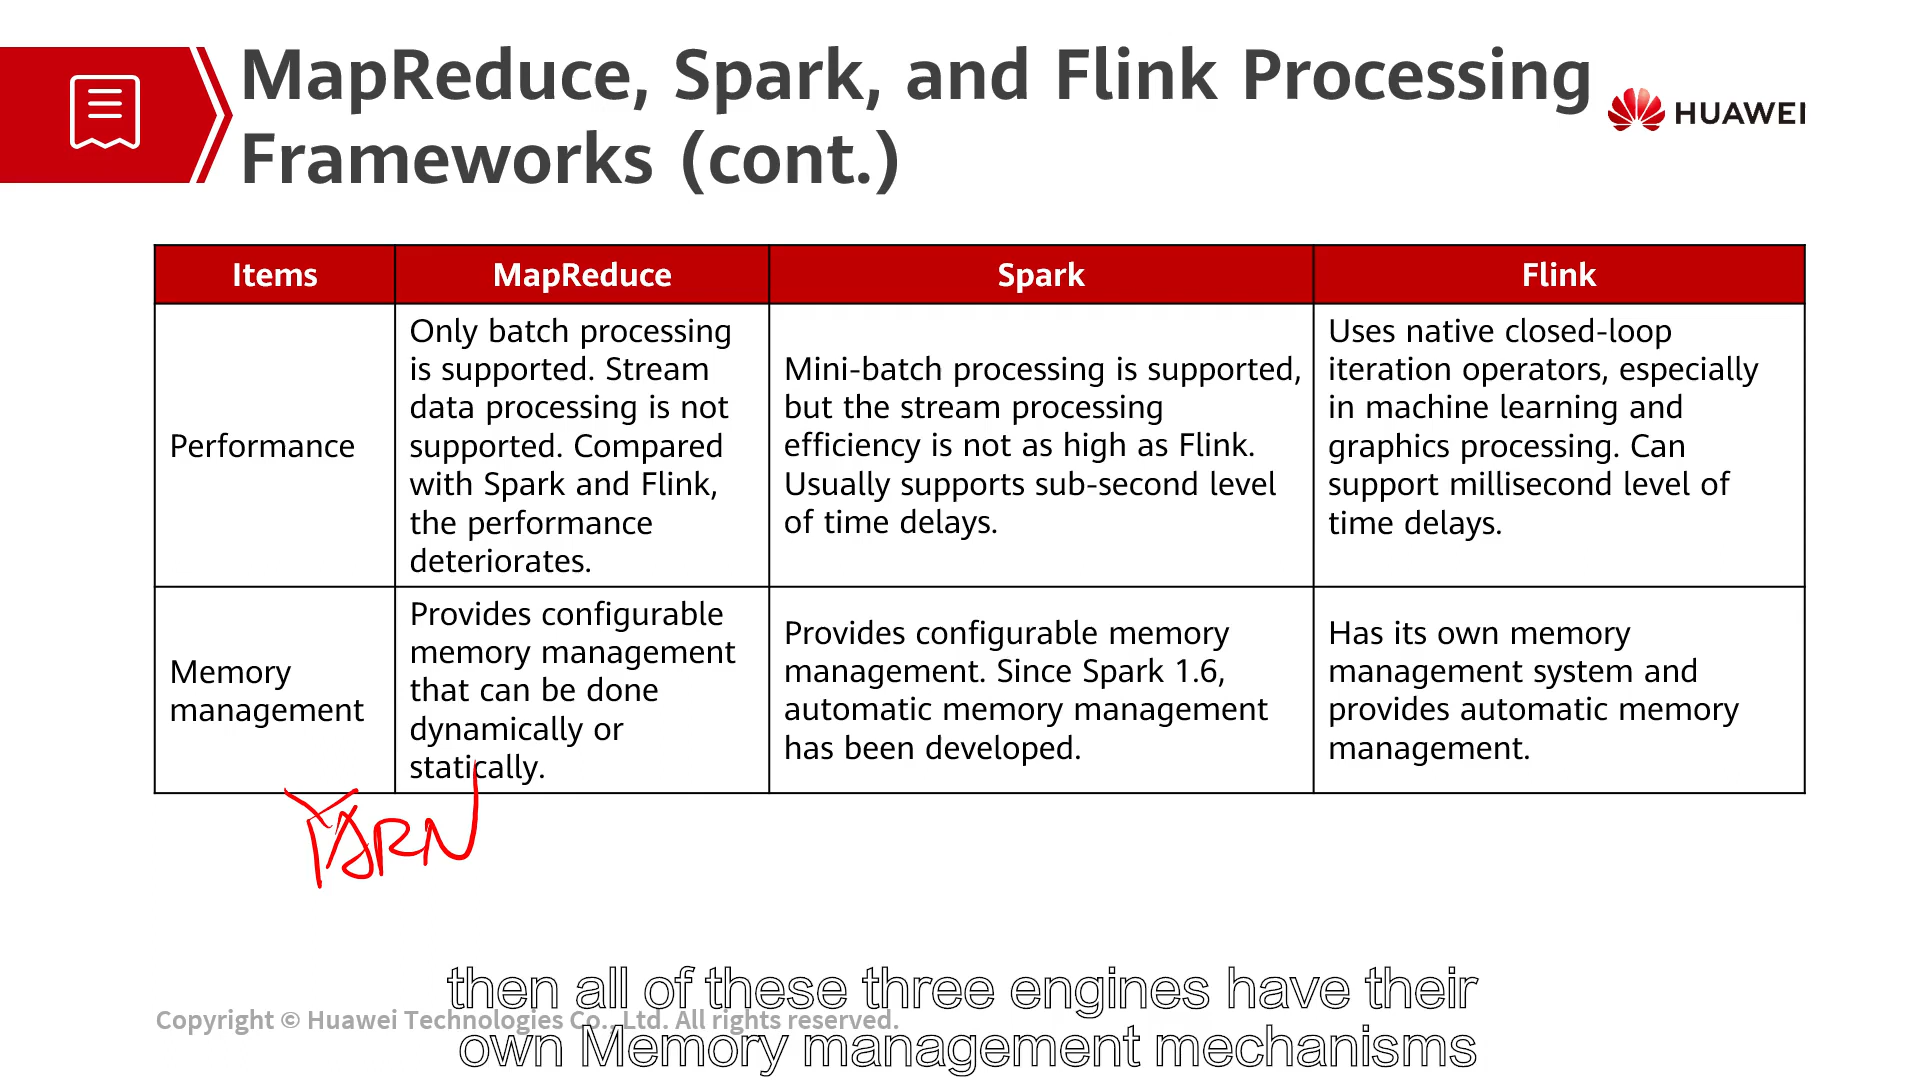 MapReduce, Spark, and Flink Processing
Frameworks (cont.)
HUAWEI
Items
MapReduce
Spark
Flink
Performance
Only batch processing
is supported. Stream
data processing is not
supported. Compared
with Spark and Flink,
the performance
deteriorates.
Mini-batch processing is supported,
but the stream processing
efficiency is not as high as Flink.
Usually supports sub-second level
of time delays.
Uses native closed-loop
iteration operators, especially
in machine learning and
graphics processing. Can
support millisecond level of
time delays.
Memory
management
Provides configurable
memory management
that can be done
dynamically or
statically.
Provides configurable memory
management. Since Spark 1.6,
automatic memory management
has been developed.
Has its own memory
management system and
provides automatic memory
management.
YARN
then all of these three engines have their
Copyright © Huawei Technologies Co., Ltd. All rights reserved.
own Memory management mechanisms